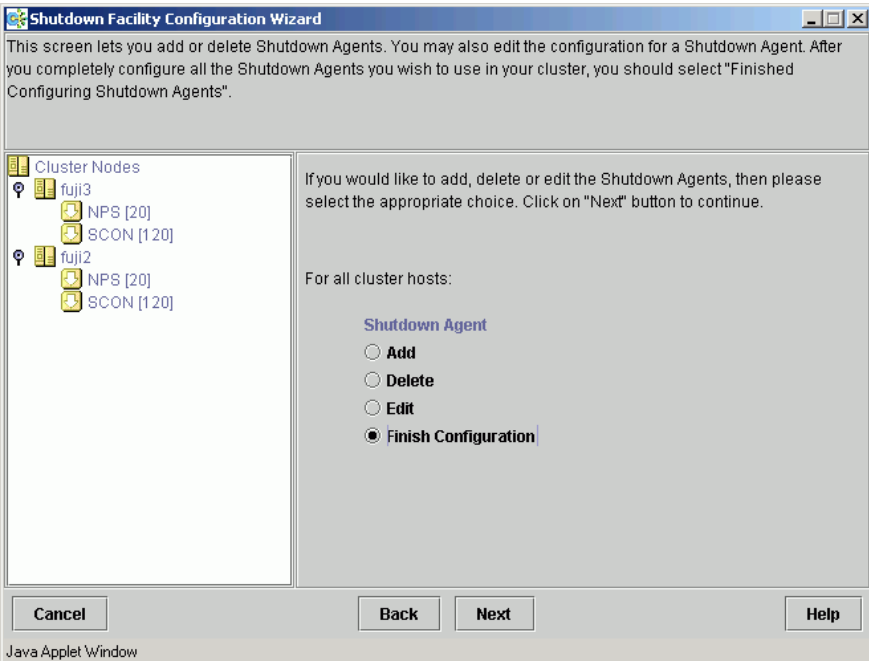 Shutdown Facility Configuration Wizard
This screen lets you add or delete Shutdown Agents. You may also edit the configuration for a Shutdown Agent. After
you completely configure all the Shutdown Agents you wish to use in your cluster, you should select "Finished
Configuring Shutdown Agents".
Cluster Nodes
fuji3
NPS [20]
SCON [120]
fuji2
NPS [20]
SCON [120]
If you would like to add, delete or edit the Shutdown Agents, then please
select the appropriate choice. Click on "Next" button to continue.
For all cluster hosts:
Shutdown Agent
Add
Delete
Edit
Finish Configuration
Cancel
Back
Next
Help
Java Applet Window